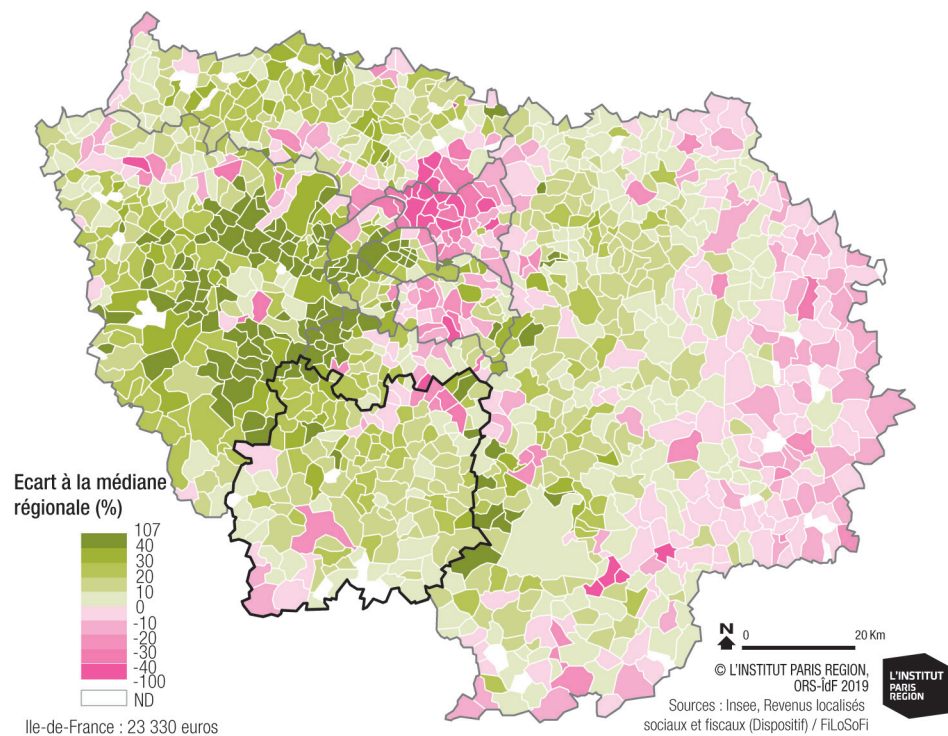 Ecart à la médiane
régionale (%)
107
40
30
20
10
0
-10
-20
-30
-40
-100
ND
Ile-de-France : 23 330 euros
N
0
20 Km
© L'INSTITUT PARIS REGION,
ORS-ÎdF 2019
Sources : Insee, Revenus localisés
sociaux et fiscaux (Dispositif) / FiLoSoFi
L'INSTITUT
PARIS
REGION